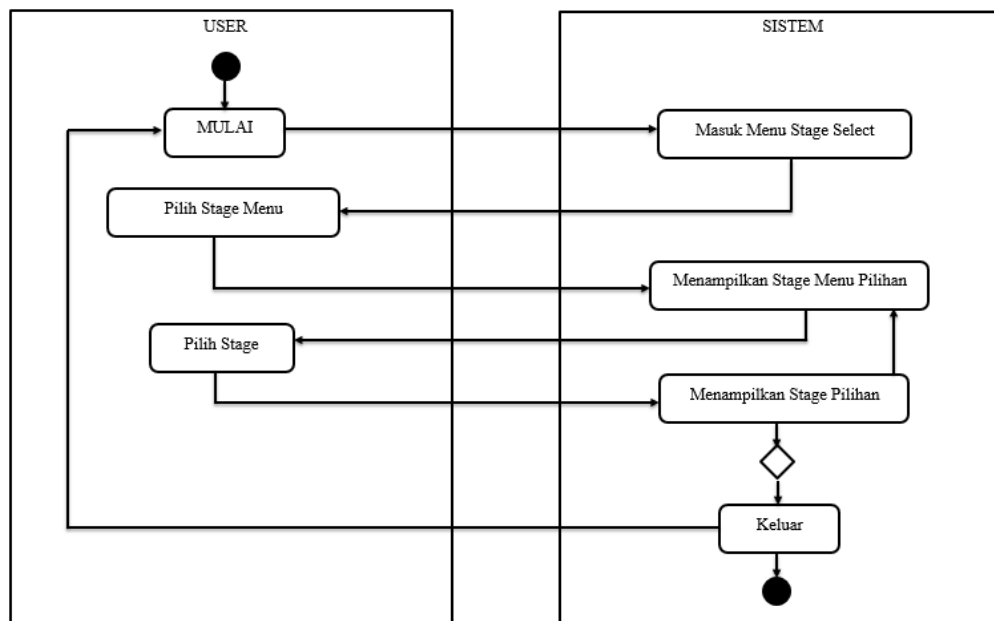 USER
SISTEM
MULAI
Masuk Menu Stage Select
Pilih Stage Menu
Menampilkan Stage Menu Pilihan
Pilih Stage
Menampilkan Stage Pilihan
Keluar